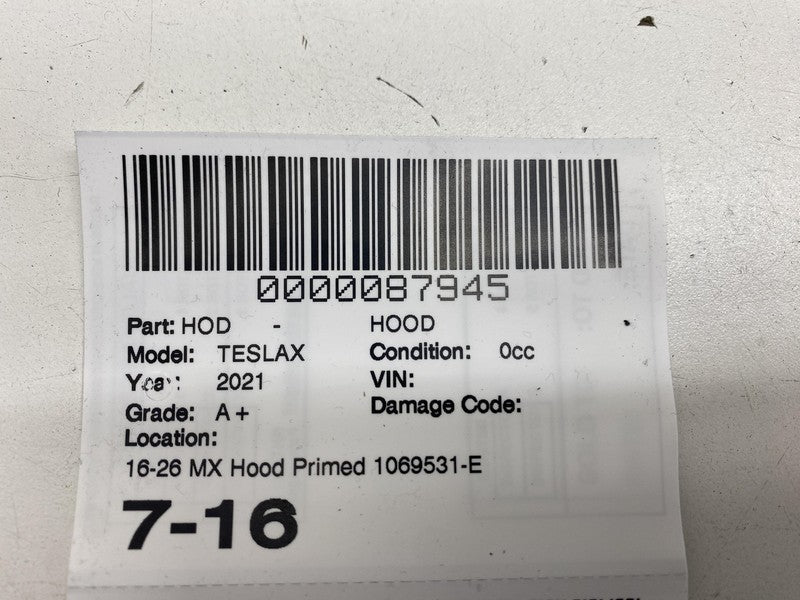 0000087945
Part: HOD - HOOD
Model: TESLAX Condition: 0cc
Year: 2021 VIN:
Grade: A+ Damage Code:
Location:
16-26 MX Hood Primed 1069531-E
7-16